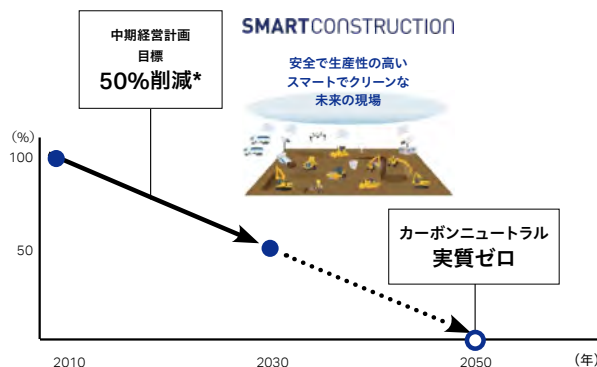 中期経営計画
目標
50%削減*
SMARTCONSTRUCTION
安全で生産性の高い
スマートでクリーンな
未来の現場
(%)
100
50
カーボンニュートラル
実質ゼロ
2010
2030
2050
(年)